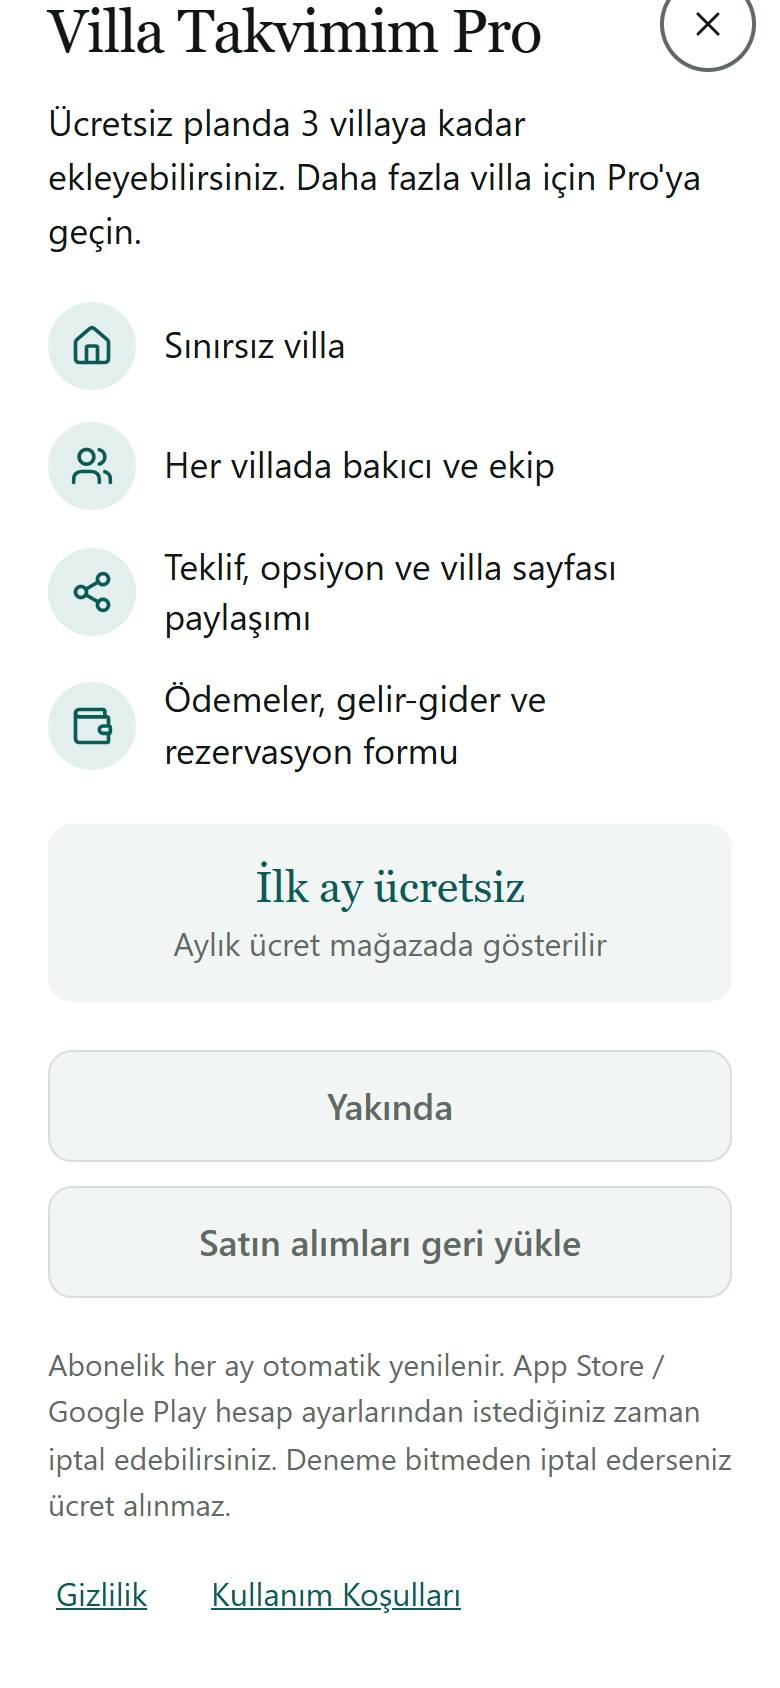 Villa Takvimim Pro
Ücretsiz planda 3 villaya kadar
ekleyebilirsiniz. Daha fazla villa için Pro'ya
geçin.
Sınırsız villa
Her villada bakıcı ve ekip
Teklif, opsiyon ve villa sayfası
paylaşımı
Ödemeler, gelir-gider ve
rezervasyon formu
İlk ay ücretsiz
Aylık ücret mağazada gösterilir
Yakında
Satın alımları geri yükle
Abonelik her ay otomatik yenilenir. App Store /
Google Play hesap ayarlarından istediğiniz zaman
iptal edebilirsiniz. Deneme bitmeden iptal ederseniz
ücret alınmaz.
Gizlilik Kullanım Koşulları